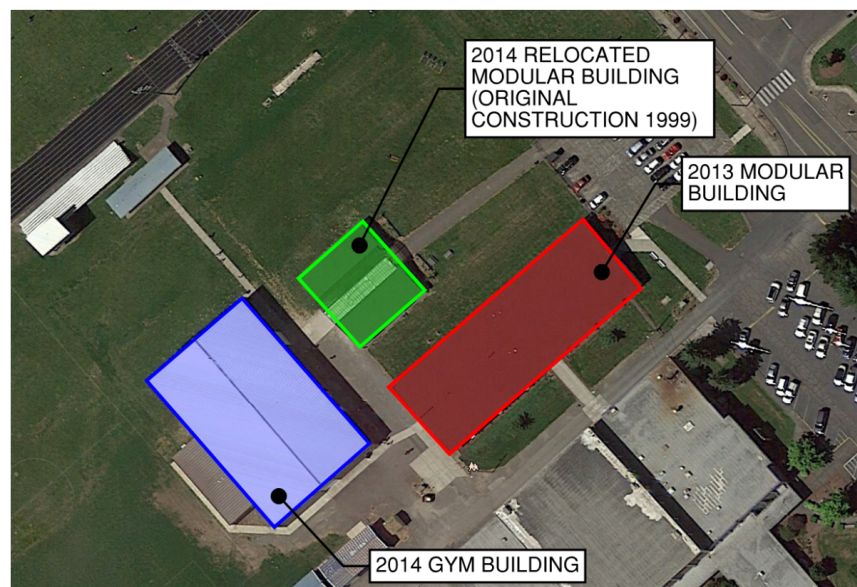 2014 RELOCATED
MODULAR BUILDING
(ORIGINAL
CONSTRUCTION 1999)
2013 MODULAR
BUILDING
2014 GYM BUILDING